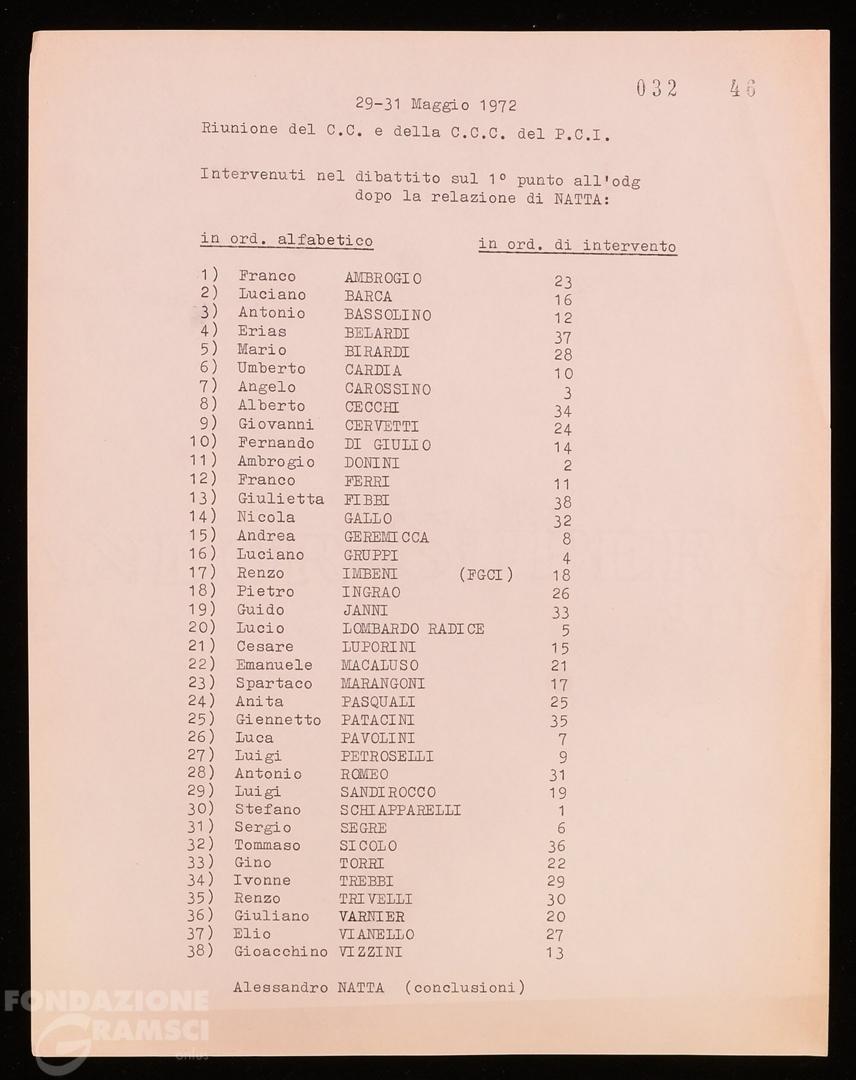 032 46
29-31 Maggio 1972
Riunione del C.C. e della C.C.C. del P.C.I.
Intervenuti nel dibattito sul 1° punto all'odg
dopo la relazione di NATTA:
in ord. alfabetico in ord. di intervento
1) Franco AMBROGIO 23
2) Luciano BARCA 16
3) Antonio BASSOLINO 12
4) Erias BELARDI 37
5) Mario BIRARDI 28
6) Umberto CARDIA 10
7) Angelo CAROSSINO 3
8) Alberto CECCHI 34
9) Giovanni CERVETTI 24
10) Fernando DI GIULIO 14
11) Ambrogio DONINI 2
12) Franco FERRI 11
13) Giulietta FIBBI 38
14) Nicola GALLO 32
15) Andrea GEREMICCA 8
16) Luciano GRUPPI 4
17) Renzo IMBENI (FGCI) 18
18) Pietro INGRAO 26
19) Guido JANNI 33
20) Lucio LOMBARDO RADICE 5
21) Cesare LUPORINI 15
22) Emanuele MACALUSO 21
23) Spartaco MARANGONI 17
24) Anita PASQUALI 25
25) Giennetto PATACINI 35
26) Luca PAVOLINI 7
27) Luigi PETROSELLI 9
28) Antonio ROMEO 31
29) Luigi SANDIROCCO 19
30) Stefano SCHIAPPARELLI 1
31) Sergio SEGRE 6
32) Tommaso SICOLO 36
33) Gino TORRI 22
34) Ivonne TREBBI 29
35) Renzo TRIVELLI 30
36) Giuliano VARNIER 20
37) Elio VIANELLO 27
38) Gioacchino VIZZINI 13
Alessandro NATTA (conclusioni)
FONDAZIONE
GRAMSCI
onlus